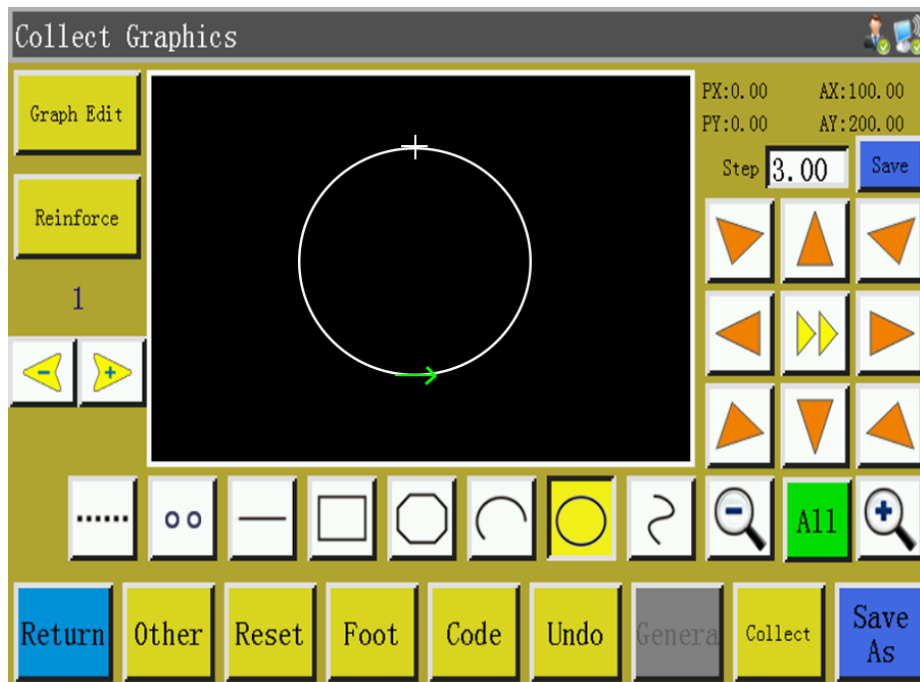 Collect Graphics
Graph Edit
PX:0.00 AX:100.00
PY:0.00 AY:200.00
Step 3.00 Save
Reinforce
1
- +
All
Return Other Reset Foot Code Undo Genera Collect Save As